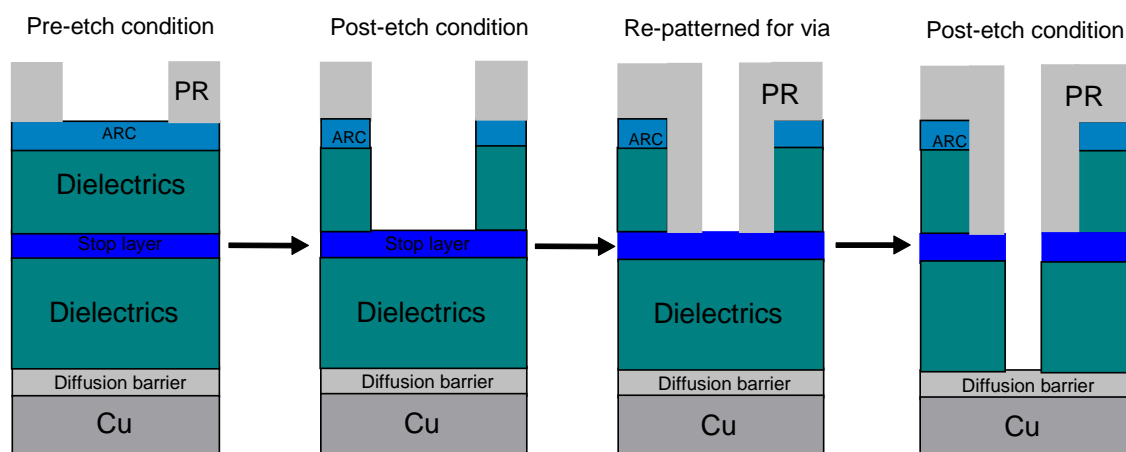 Pre-etch condition
Post-etch condition
Re-patterned for via
Post-etch condition
PR
ARC
Dielectrics
Stop layer
Dielectrics
Diffusion barrier
Cu
ARC
Stop layer
Dielectrics
Diffusion barrier
Cu
PR
ARC
Dielectrics
Diffusion barrier
Cu
PR
ARC
Diffusion barrier
Cu